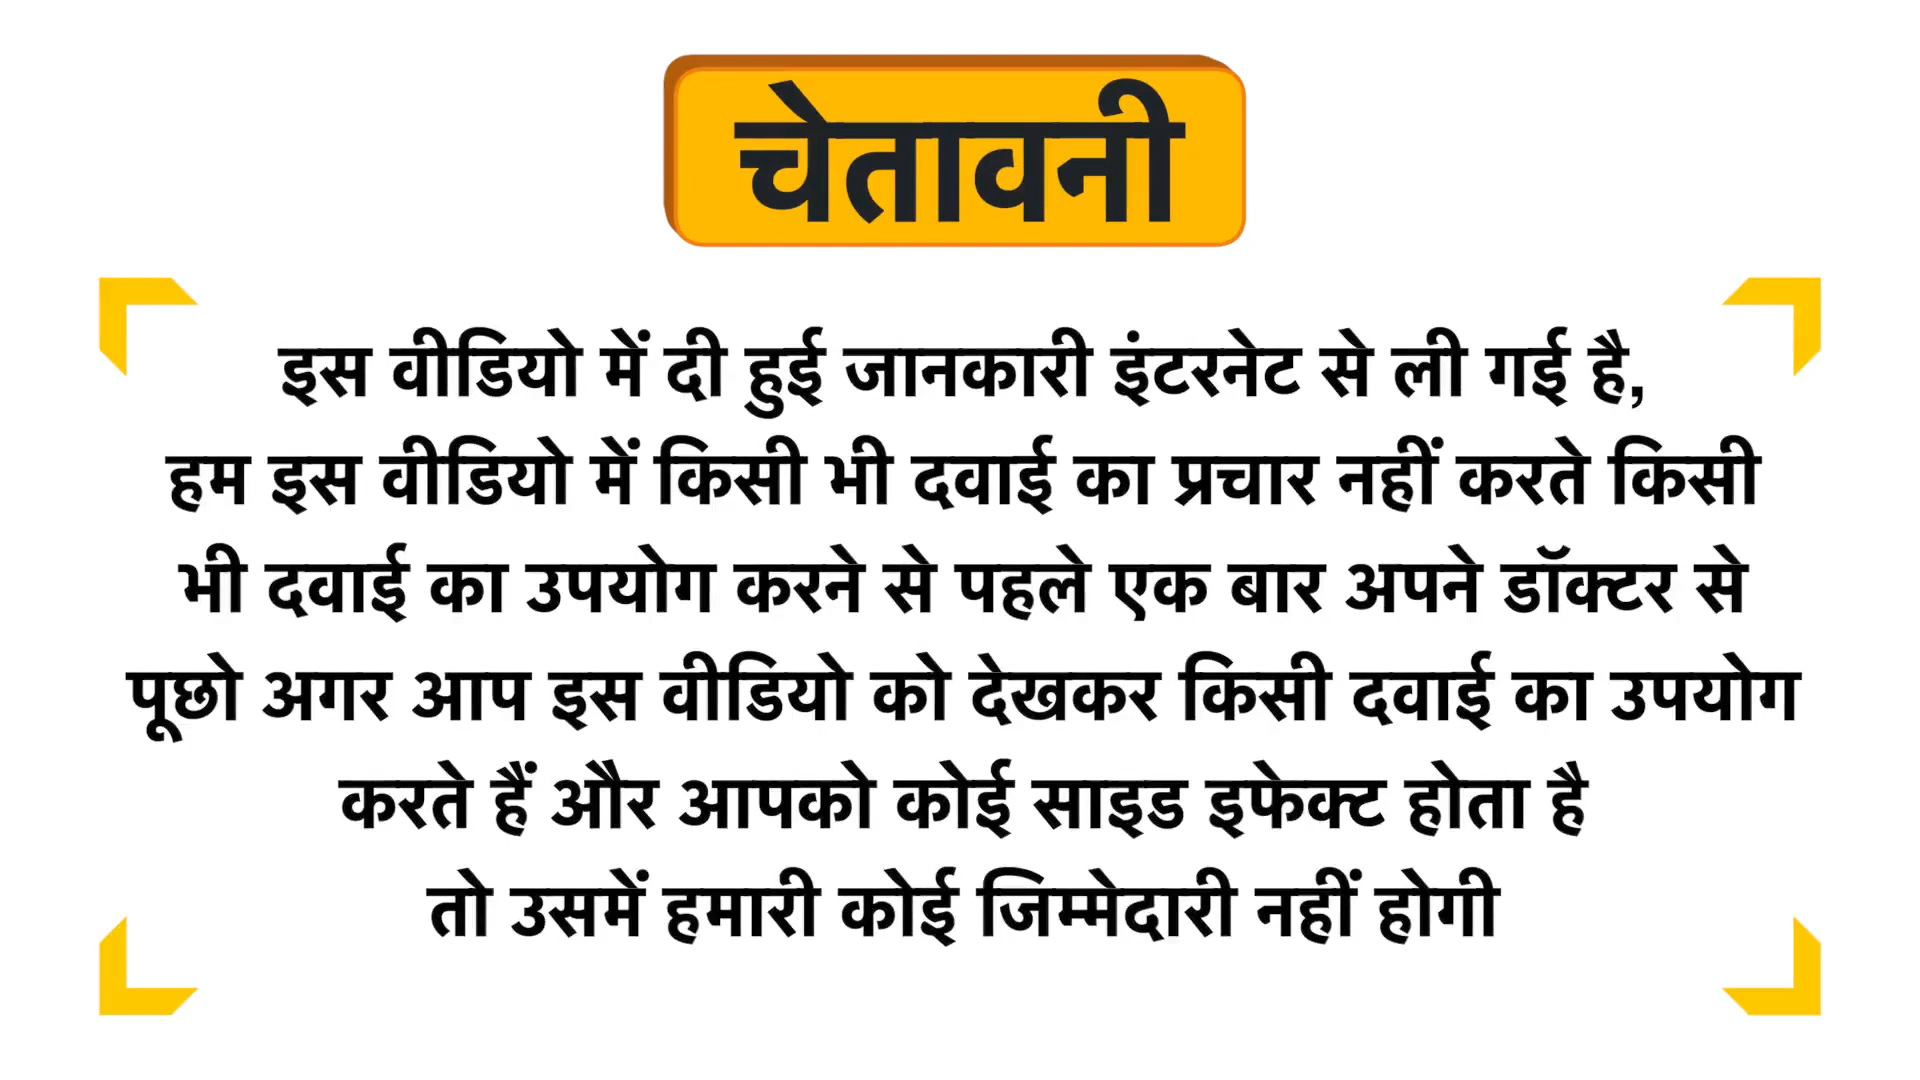 चेतावनी
इस वीडियो में दी हुई जानकारी इंटरनेट से ली गई है,
हम इस वीडियो में किसी भी दवाई का प्रचार नहीं करते किसी
भी दवाई का उपयोग करने से पहले एक बार अपने डॉक्टर से
पूछो अगर आप इस वीडियो को देखकर किसी दवाई का उपयोग
करते हैं और आपको कोई साइड इफेक्ट होता है
तो उसमें हमारी कोई जिम्मेदारी नहीं होगी